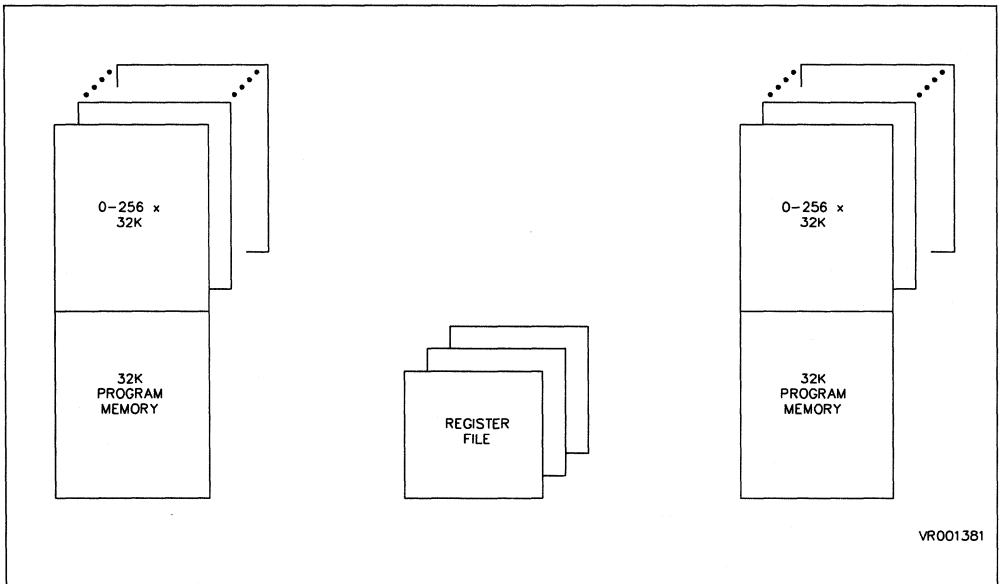 0-256 x
32K
32K
PROGRAM
MEMORY
REGISTER
FILE
0-256 x
32K
32K
PROGRAM
MEMORY
VR001381